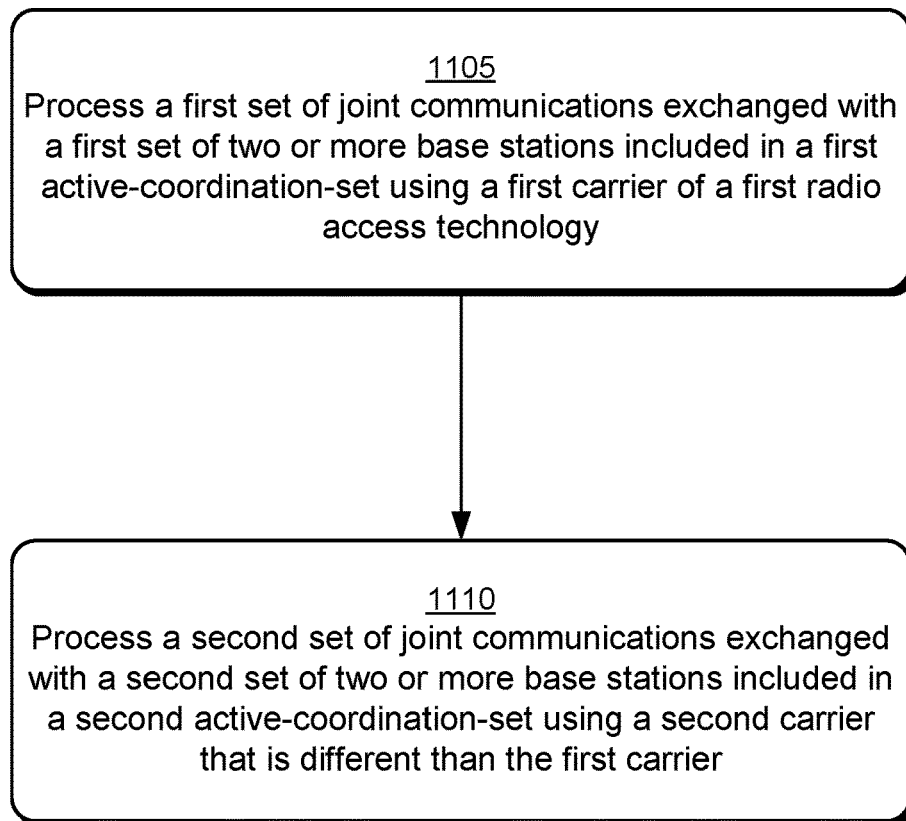 1105
Process a first set of joint communications exchanged with
a first set of two or more base stations included in a first
active-coordination-set using a first carrier of a first radio
access technology
1110
Process a second set of joint communications exchanged
with a second set of two or more base stations included in
a second active-coordination-set using a second carrier
that is different than the first carrier